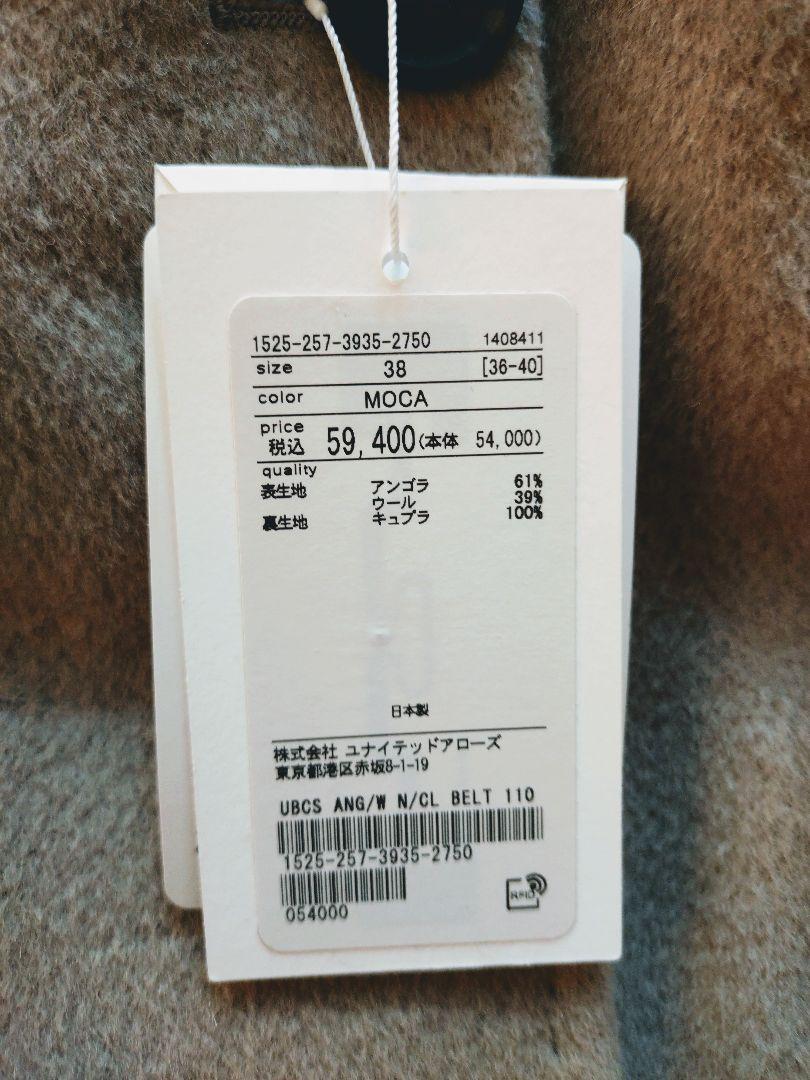 1525-257-3935-2750 1408411
size 38 [36-40]
color MOCA
price
税込 59,400(本体 54,000)
quality
表生地 アンゴラ 61%
ウール 39%
裏生地 キュプラ 100%
日本製
株式会社 ユナイテッドアローズ
東京都港区赤坂8-1-19
UBCS ANG/W N/CL BELT 110
1525-257-3935-2750
054000
RFID